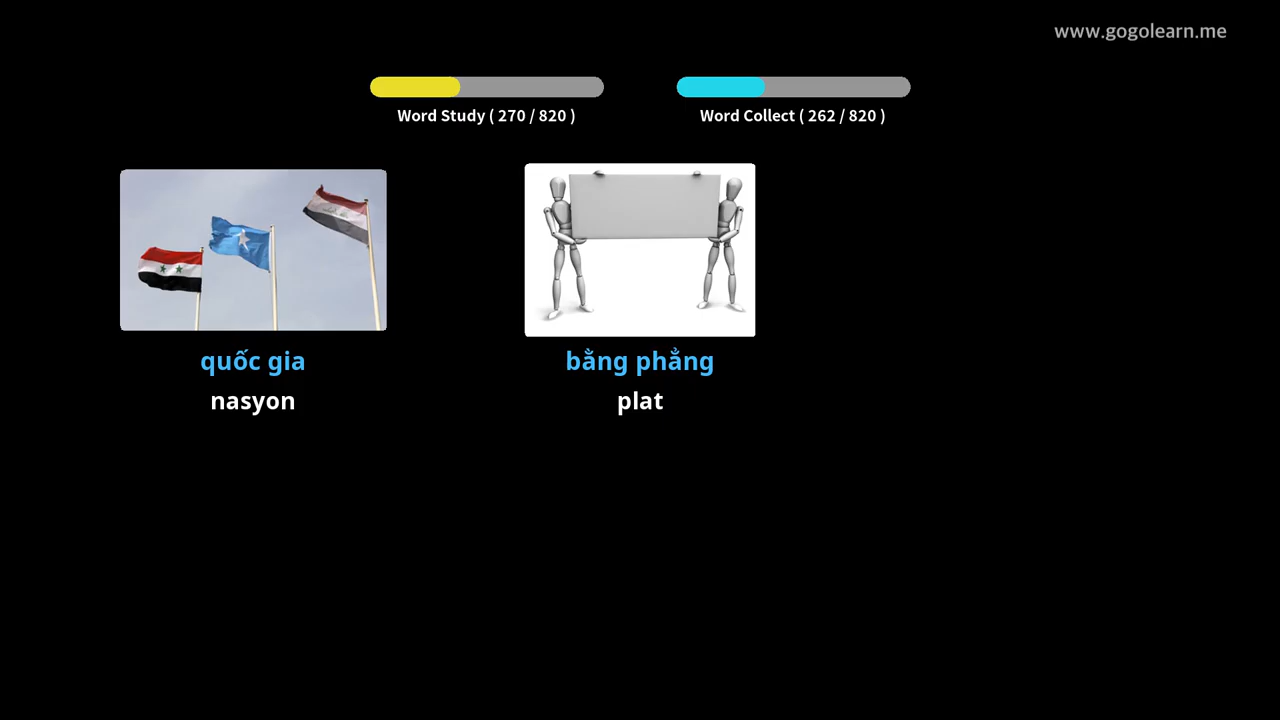 www.gogolearn.me
Word Study ( 270 / 820 )
Word Collect ( 262 / 820 )
quốc gia
nasyon
bằng phẳng
plat